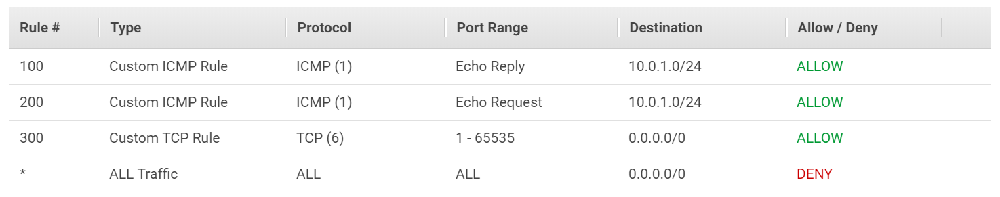 Rule # Type Protocol Port Range Destination Allow / Deny
100 Custom ICMP Rule ICMP (1) Echo Reply 10.0.1.0/24 ALLOW
200 Custom ICMP Rule ICMP (1) Echo Request 10.0.1.0/24 ALLOW
300 Custom TCP Rule TCP (6) 1 - 65535 0.0.0.0/0 ALLOW
* ALL Traffic ALL ALL 0.0.0.0/0 DENY